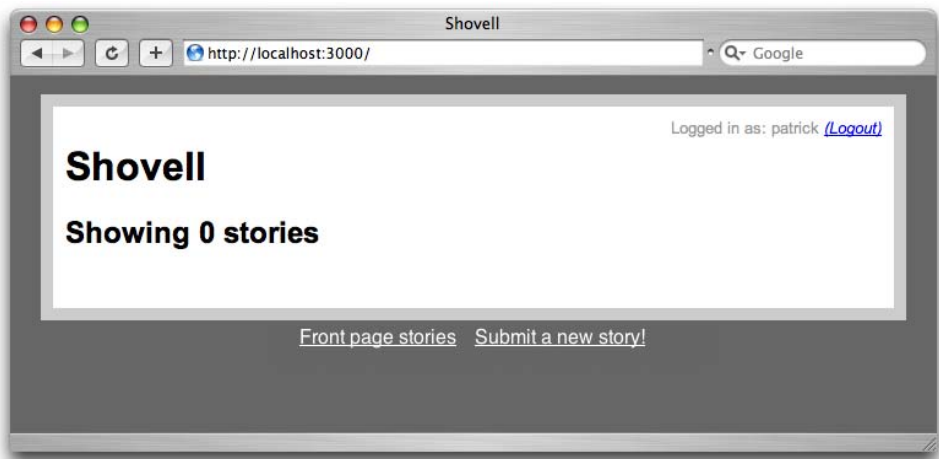 Shovell
http://localhost:3000/
Google
Logged in as: patrick (Logout)
Shovell
Showing 0 stories
Front page stories Submit a new story!